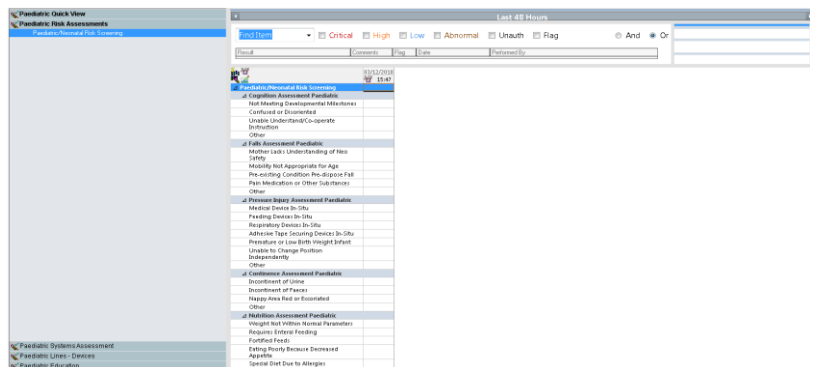 Paediatric Quick View
Paediatric Risk Assessments
Paediatric/Neonatal Risk Screening
Paediatric Systems Assessment
Paediatric Lines - Devices
Paediatric Education
Last 48 Hours
Find Item Critical High Low Abnormal Unauth Flag And Or
Result Comments Flag Date Performed By
03/12/2018
15:47
Paediatric/Neonatal Risk Screening
Cognition Assessment Paediatric
Not Meeting Developmental Milestones
Confused or Disoriented
Unable Understand/Co-operate
Instruction
Other
Falls Assessment Paediatric
Mother Lacks Understanding of Neo
Safety
Mobility Not Appropriate for Age
Pre-existing Condition Pre-dispose Fall
Pain Medication or Other Substances
Other
Pressure Injury Assessment Paediatric
Medical Device In-Situ
Feeding Devices In-Situ
Respiratory Devices In-Situ
Adhesive Tape Securing Devices In-Situ
Premature or Low Birth Weight Infant
Unable to Change Position
Independently
Other
Continence Assessment Paediatric
Incontinent of Urine
Incontinent of Faeces
Nappy Area Red or Excoriated
Other
Nutrition Assessment Paediatric
Weight Not Within Normal Parameters
Requires Enteral Feeding
Fortified Feeds
Eating Poorly Because Decreased
Appetite
Special Diet Due to Allergies